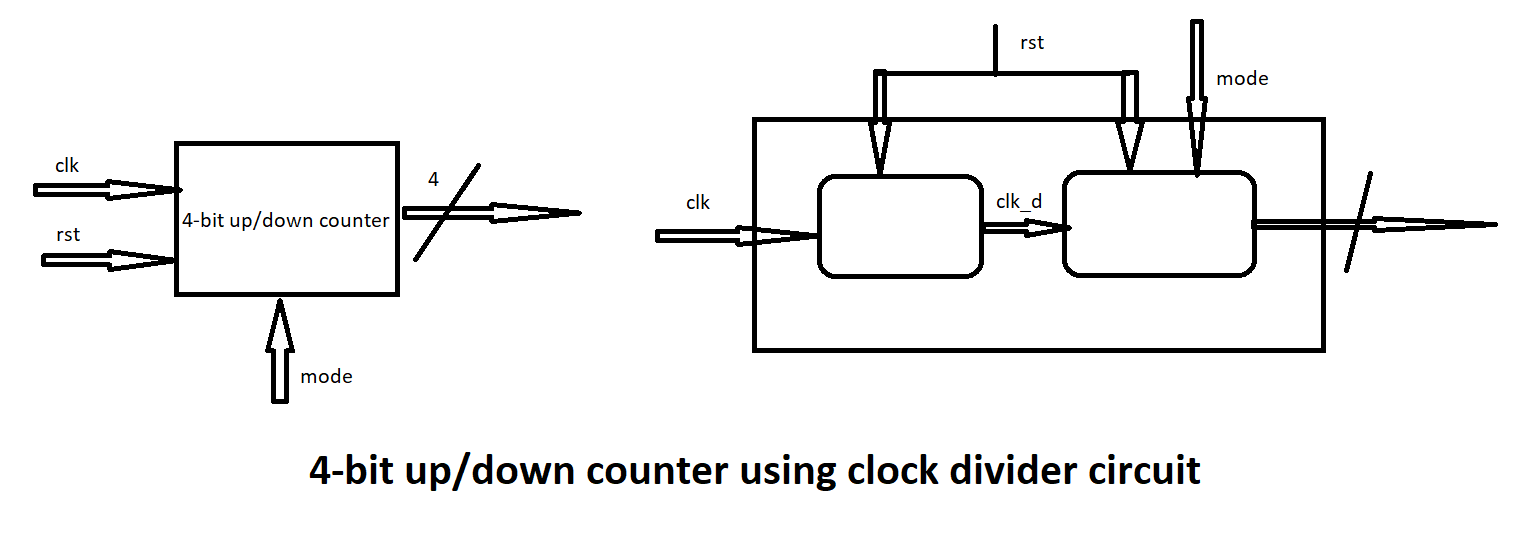 clk
rst
4-bit up/down counter
4
mode
rst
mode
clk
clk_d
4-bit up/down counter using clock divider circuit